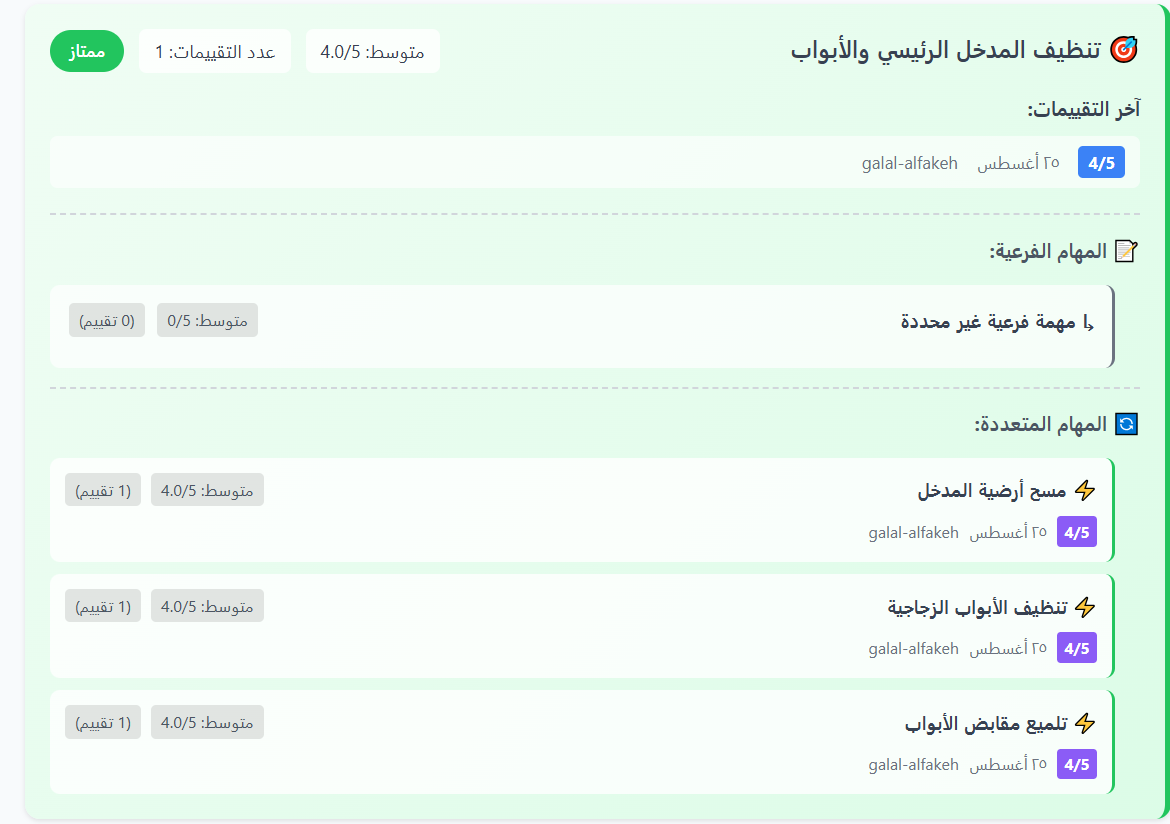 🎯 تنظيف المدخل الرئيسي والأبواب
متوسط: 4.0/5
عدد التقييمات: 1
ممتاز
آخر التقييمات:
4/5 ٢٥ أغسطس galal-alfakeh
📝 المهام الفرعية:
↳ مهمة فرعية غير محددة
متوسط: 0/5
(0 تقييم)
🔄 المهام المتعددة:
⚡ مسح أرضية المدخل
متوسط: 4.0/5
(1 تقييم)
4/5 ٢٥ أغسطس galal-alfakeh
⚡ تنظيف الأبواب الزجاجية
متوسط: 4.0/5
(1 تقييم)
4/5 ٢٥ أغسطس galal-alfakeh
⚡ تلميع مقابض الأبواب
متوسط: 4.0/5
(1 تقييم)
4/5 ٢٥ أغسطس galal-alfakeh